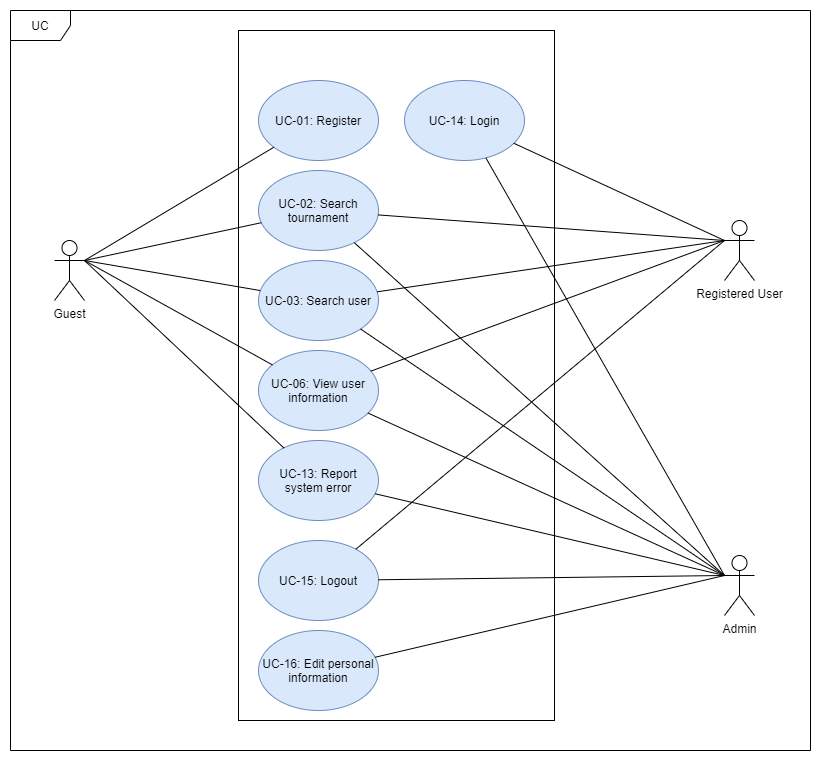 UC
UC-01: Register
UC-14: Login
UC-02: Search
tournament
Registered User
Guest
UC-03: Search user
UC-06: View user
information
UC-13: Report
system error
UC-15: Logout
Admin
UC-16: Edit personal
information